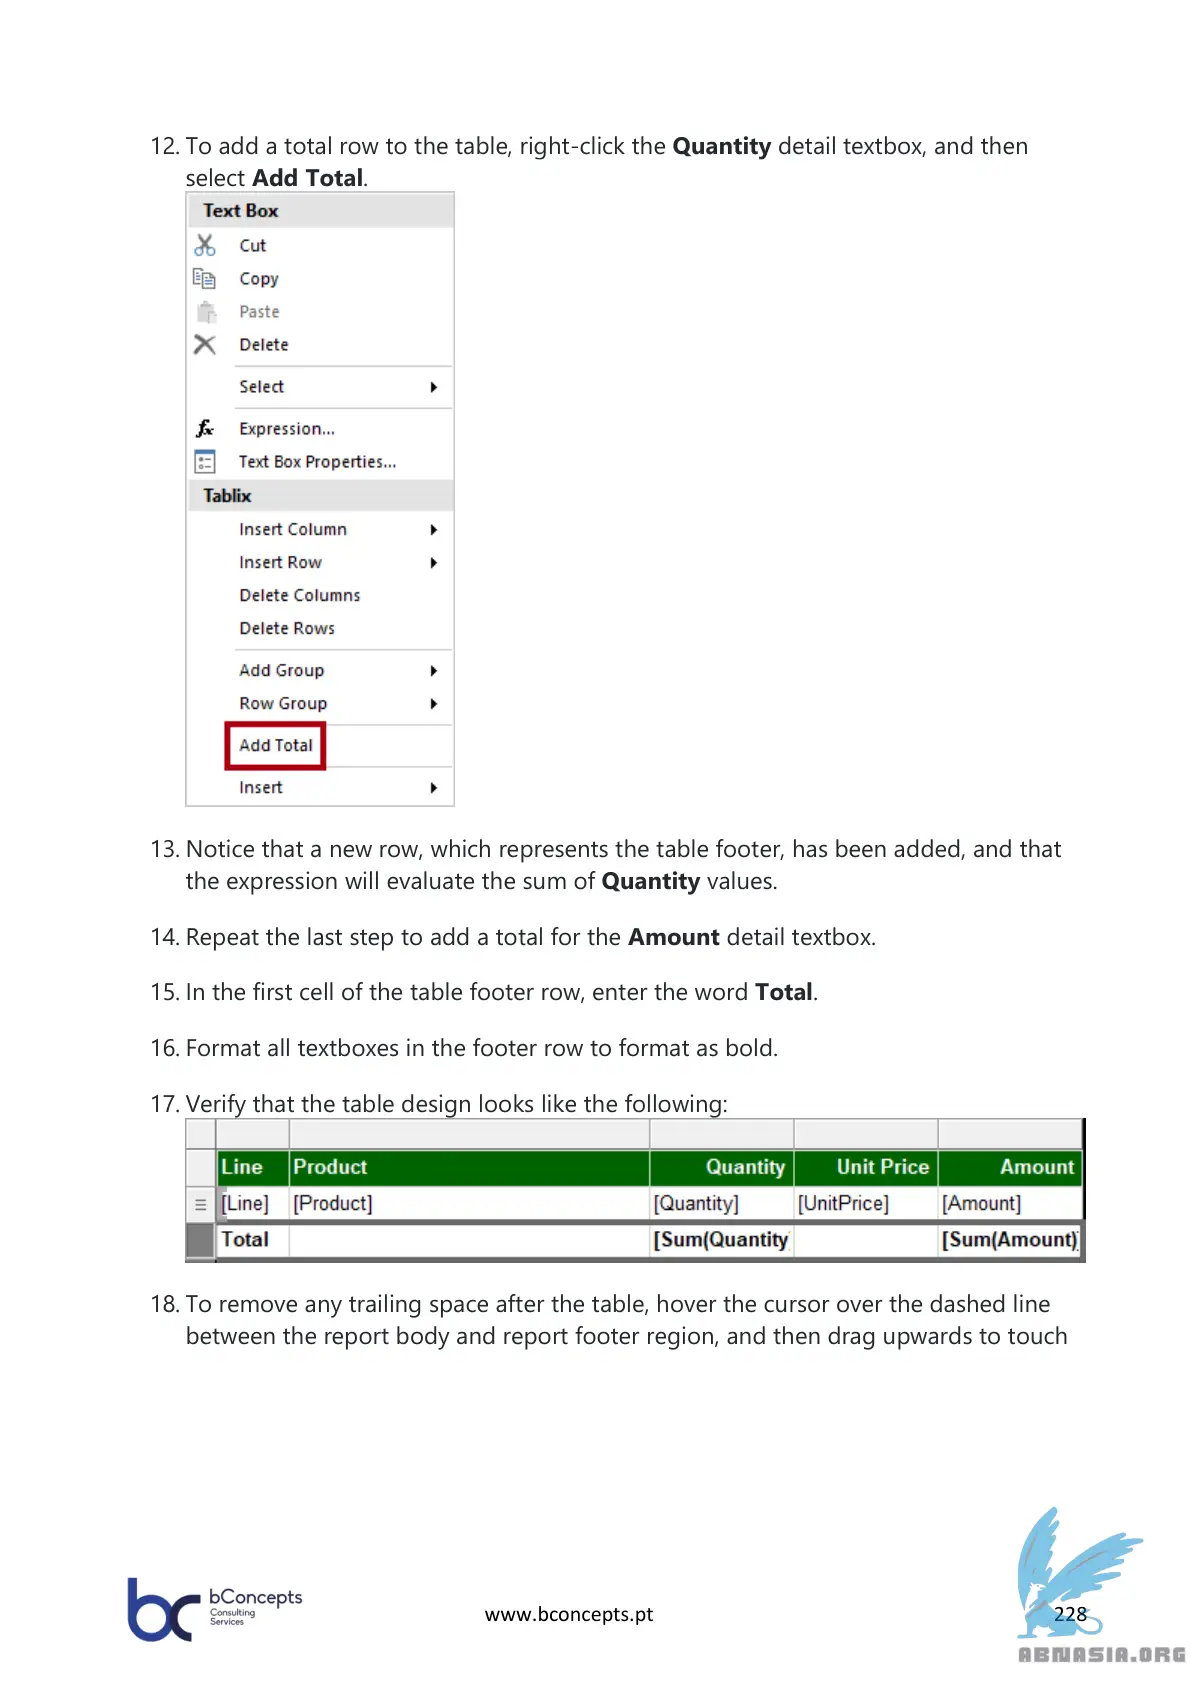 12. To add a total row to the table, right-click the Quantity detail textbox, and then
select Add Total.
Text Box
Cut
Copy
Paste
Delete
Select
fx Expression...
Text Box Properties...
Tablix
Insert Column
Insert Row
Delete Columns
Delete Rows
Add Group
Row Group
Add Total
Insert
13. Notice that a new row, which represents the table footer, has been added, and that
the expression will evaluate the sum of Quantity values.
14. Repeat the last step to add a total for the Amount detail textbox.
15. In the first cell of the table footer row, enter the word Total.
16. Format all textboxes in the footer row to format as bold.
17. Verify that the table design looks like the following:
Line Product Quantity Unit Price Amount
[Line] [Product] [Quantity] [UnitPrice] [Amount]
Total [Sum(Quantity [Sum(Amount)]
18. To remove any trailing space after the table, hover the cursor over the dashed line
between the report body and report footer region, and then drag upwards to touch
bc bConcepts
Consulting
Services
www.bconcepts.pt
228
ABNASIA.ORG